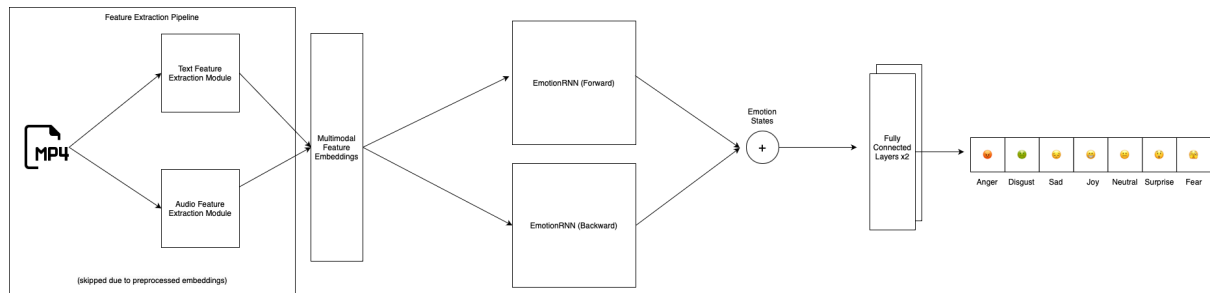 Feature Extraction Pipeline
Text Feature
Extraction Module
MP4
Audio Feature
Extraction Module
(skipped due to preprocessed embeddings)
Multimodal
Feature
Embeddings
EmotionRNN (Forward)
EmotionRNN (Backward)
Emotion
States
+
Fully
Connected
Layers x2
Anger Disgust Sad Joy Neutral Surprise Fear